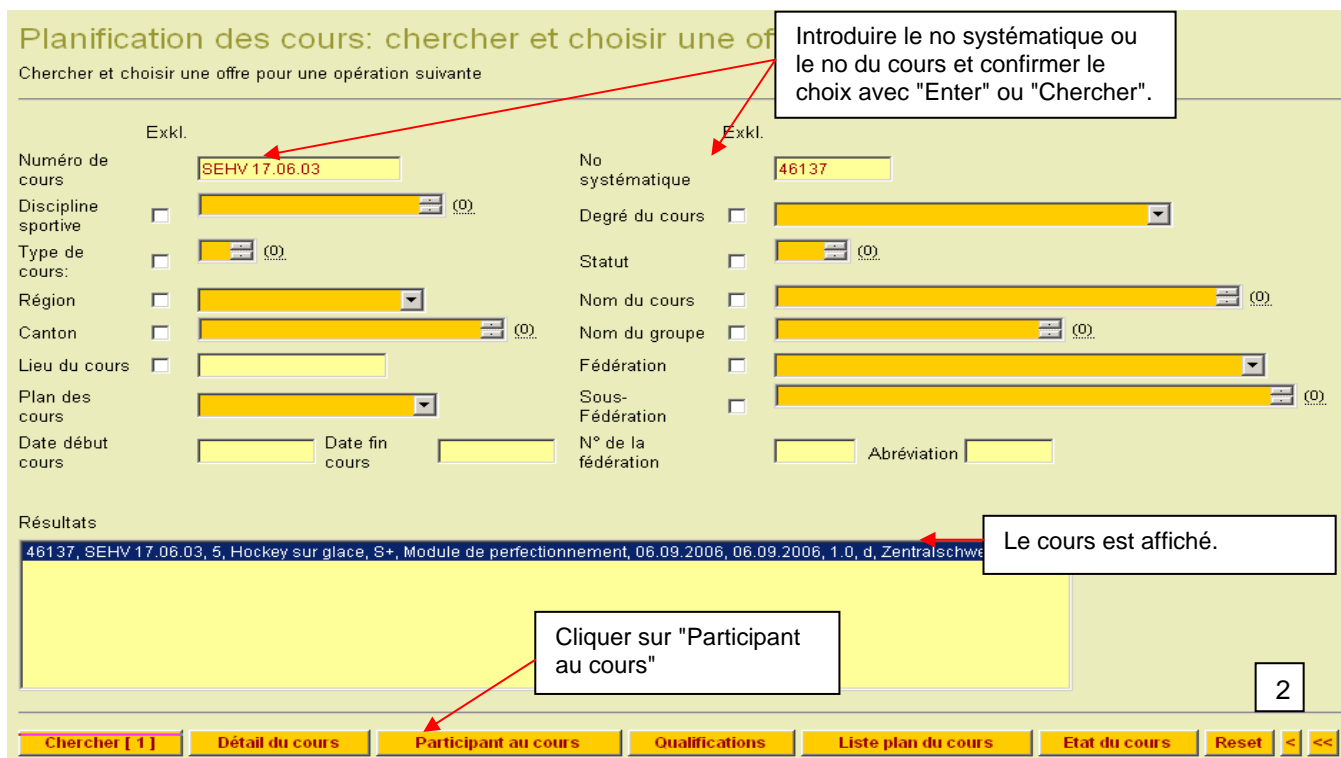 Planification des cours: chercher et choisir une of
Introduire le no systématique ou
le no du cours et confirmer le
choix avec "Enter" ou "Chercher".
Chercher et choisir une offre pour une opération suivante
Exkl. Exkl.
Numéro de
cours
SEHV 17.06.03
No
systématique
46137
Discipline
sportive
(0)
Degré du cours
Type de
cours:
(0)
Statut
(0)
Région
Nom du cours
(0)
Canton
(0)
Nom du groupe
(0)
Lieu du cours
Fédération
Plan des
cours
Sous-
Fédération
(0)
Date début
cours
Date fin
cours
N° de la
fédération
Abréviation
Résultats
46137, SEHV 17.06.03, 5, Hockey sur glace, S+, Module de perfectionnement, 06.09.2006, 06.09.2006, 1.0, d, Zentralschwe
Le cours est affiché.
Cliquer sur "Participant
au cours"
2
Chercher [ 1 ] Détail du cours Participant au cours Qualifications Liste plan du cours Etat du cours Reset < <<